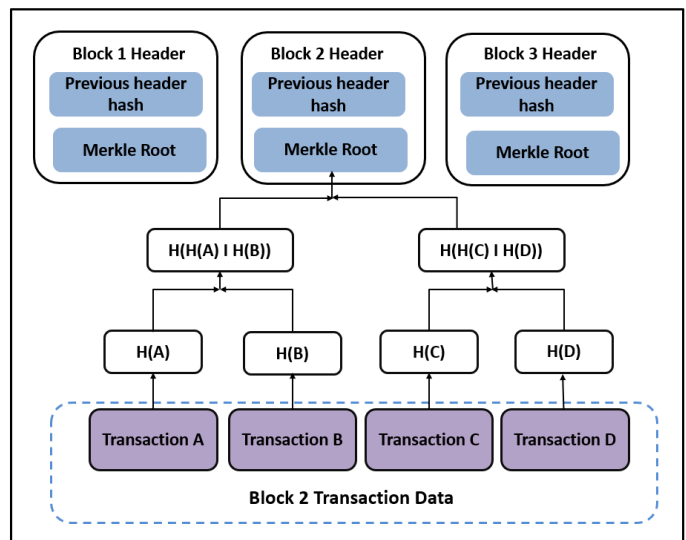 Block 1 Header
Block 2 Header
Block 3 Header
Previous header
hash
Previous header
hash
Previous header
hash
Merkle Root
Merkle Root
Merkle Root
H(H(A) I H(B))
H(H(C) I H(D))
H(A)
H(B)
H(C)
H(D)
Transaction A
Transaction B
Transaction C
Transaction D
Block 2 Transaction Data